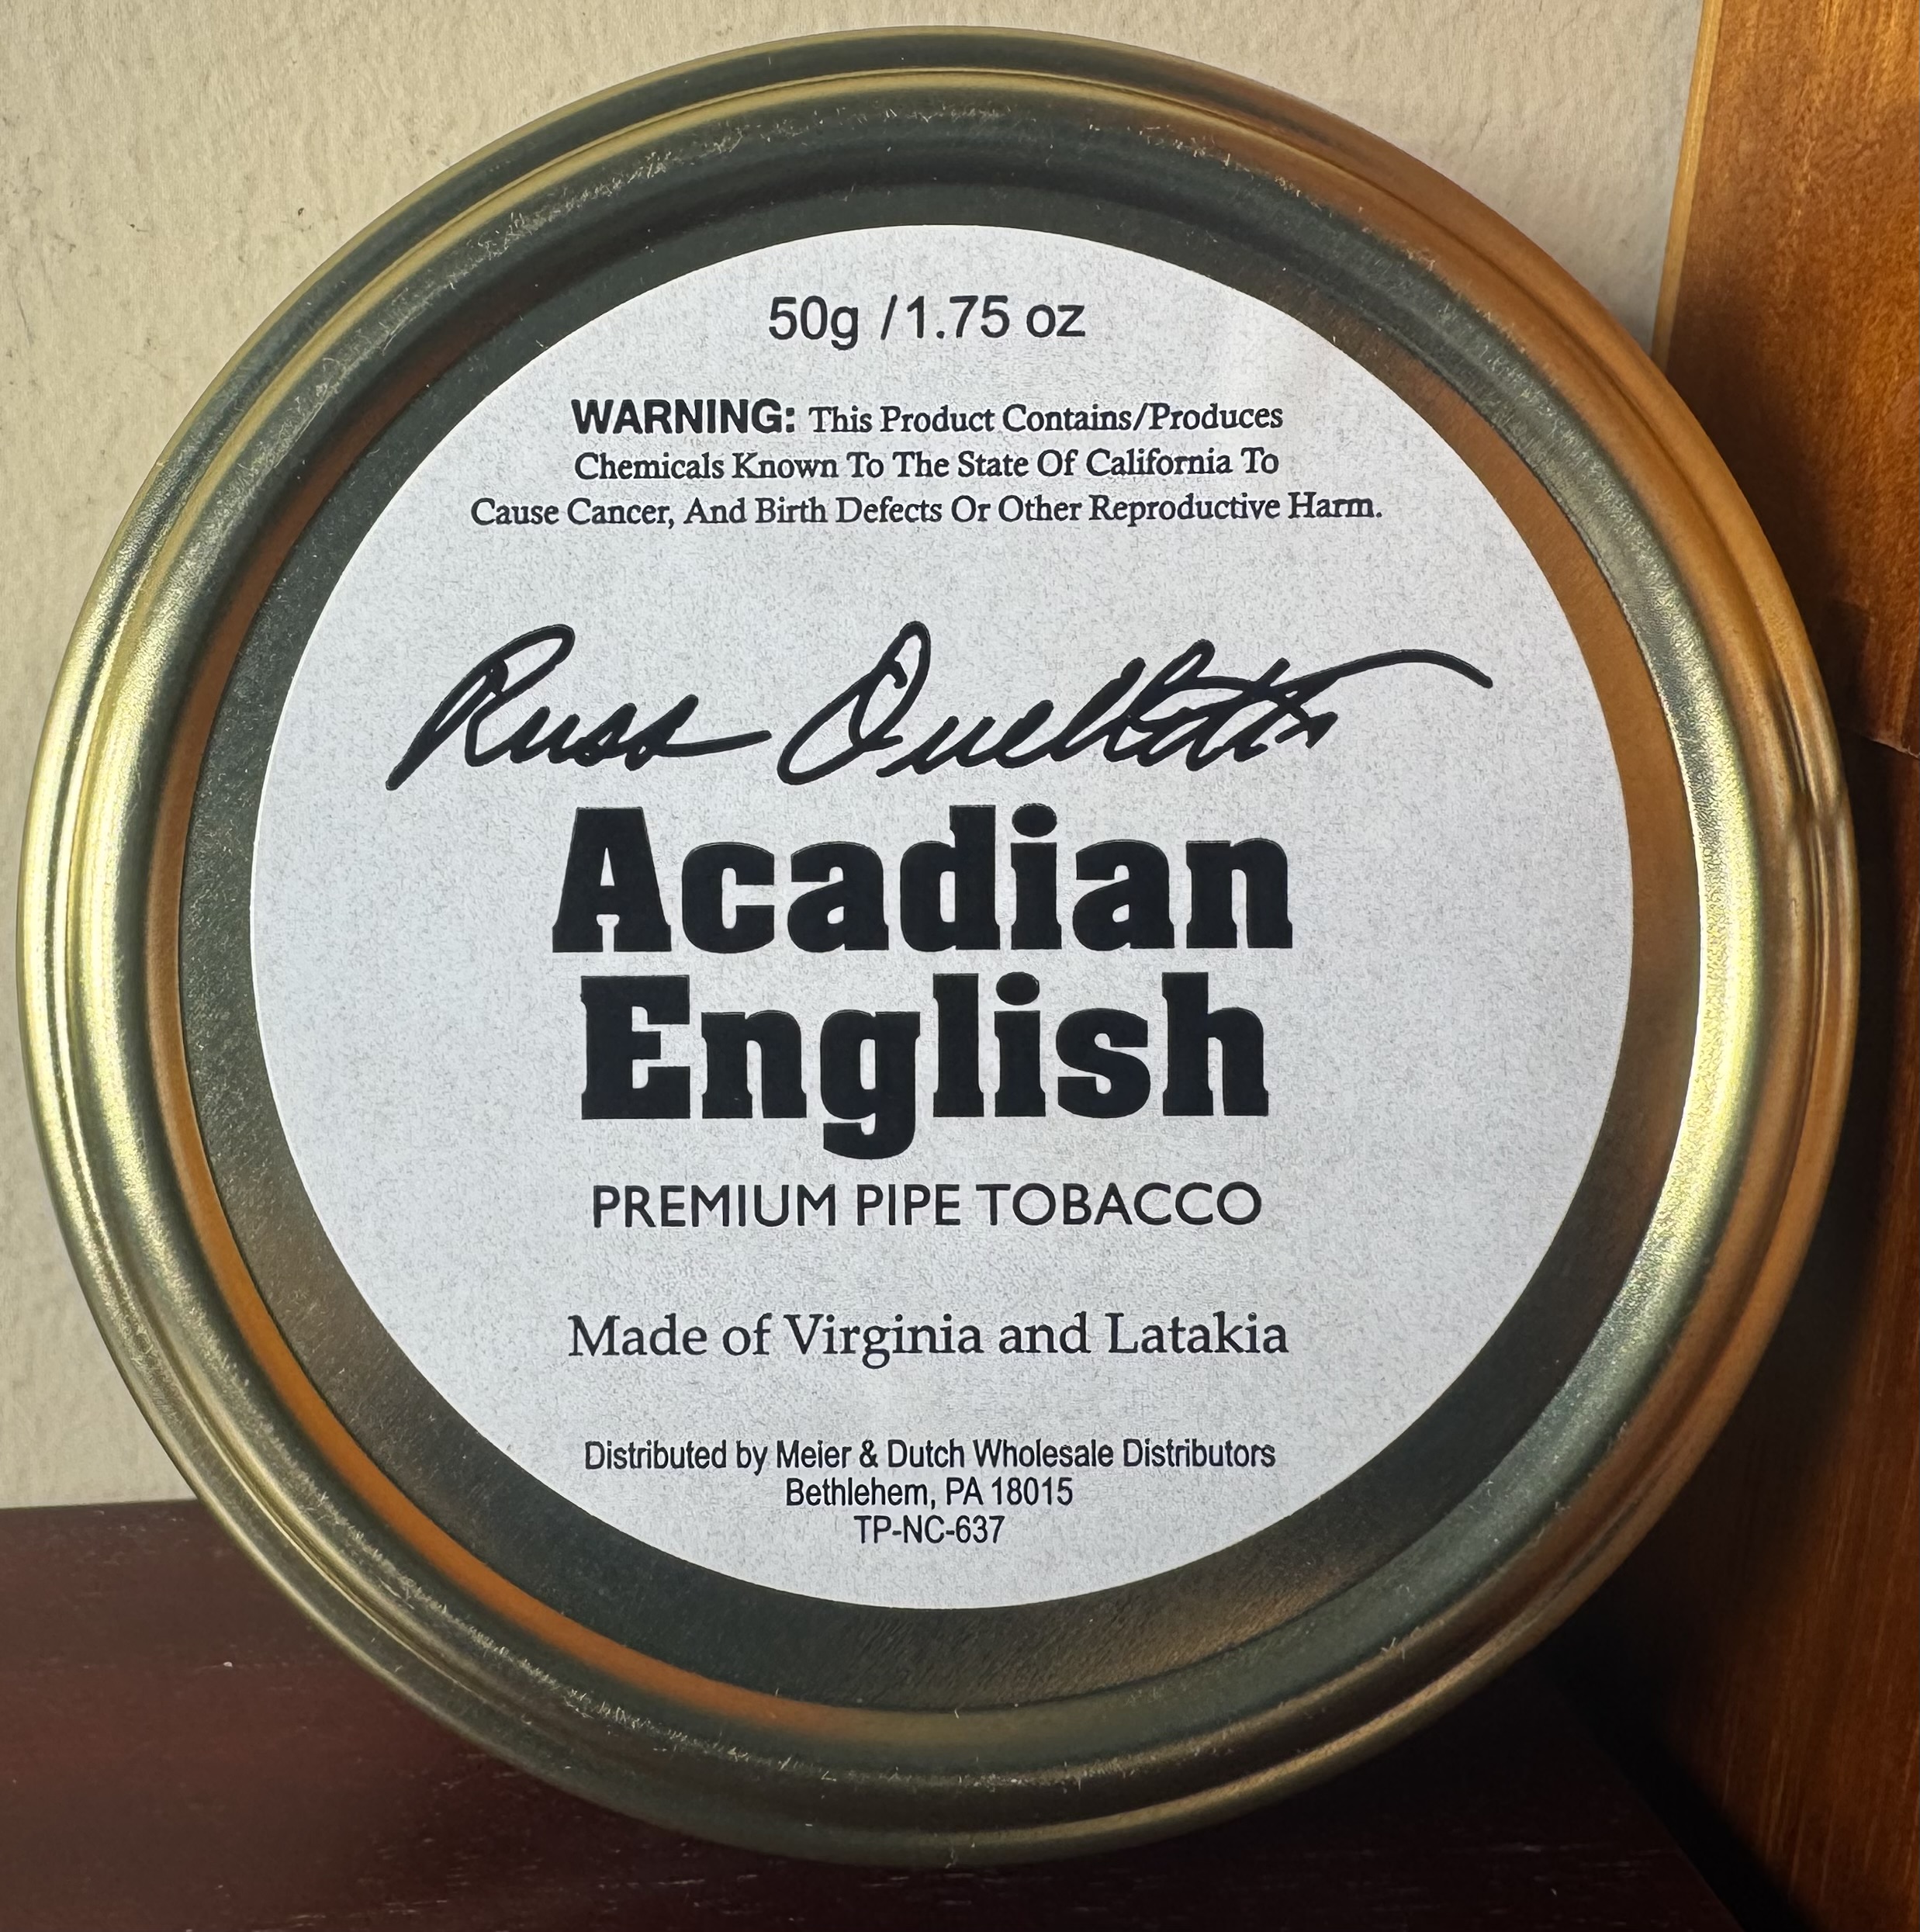 50g / 1.75 oz
WARNING: This Product Contains/Produces
Chemicals Known To The State Of California To
Cause Cancer, And Birth Defects Or Other Reproductive Harm.
Russ Ouellette
Acadian
English
PREMIUM PIPE TOBACCO
Made of Virginia and Latakia
Distributed by Meier & Dutch Wholesale Distributors
Bethlehem, PA 18015
TP-NC-637